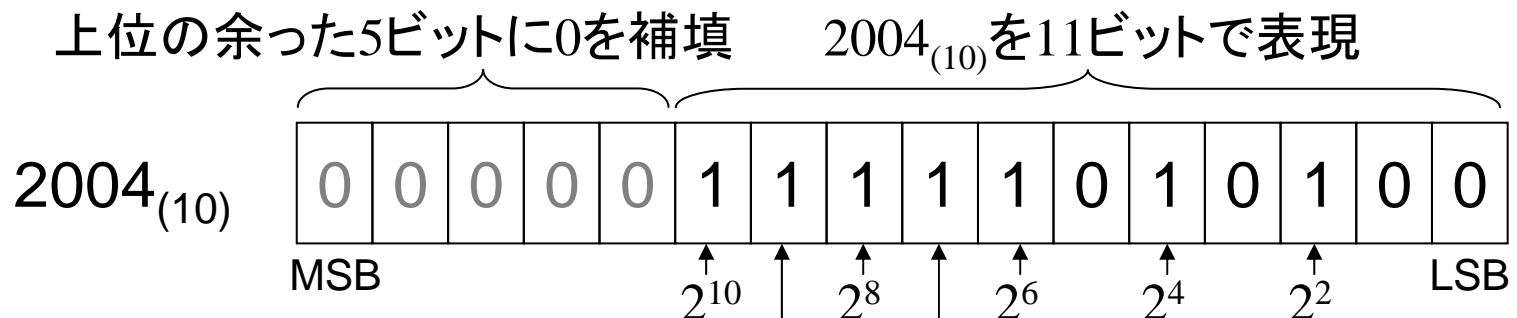 上位の余った5ビットに0を補填 2004(10)を11ビットで表現
2004(10) 0 0 0 0 0 1 1 1 1 1 0 1 0 1 0 0
MSB 2^10 2^8 2^6 2^4 2^2 LSB